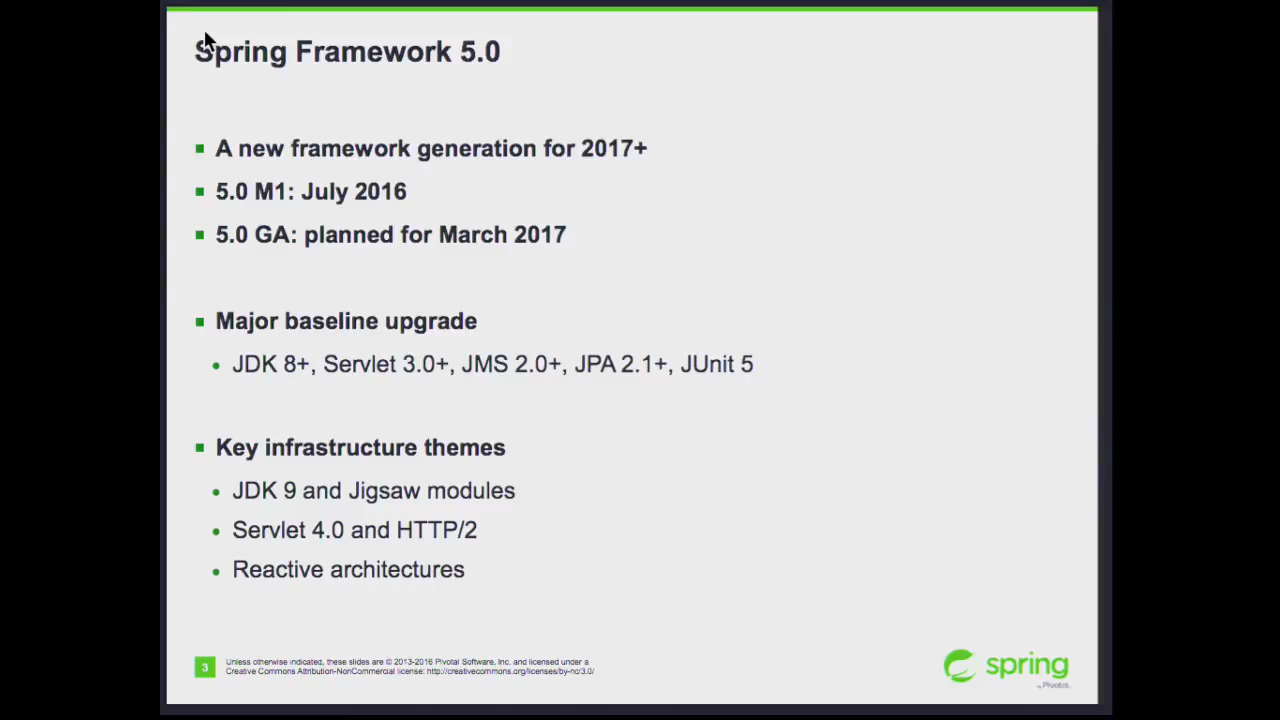 Spring Framework 5.0
A new framework generation for 2017+
5.0 M1: July 2016
5.0 GA: planned for March 2017
Major baseline upgrade
JDK 8+, Servlet 3.0+, JMS 2.0+, JPA 2.1+, JUnit 5
Key infrastructure themes
JDK 9 and Jigsaw modules
Servlet 4.0 and HTTP/2
Reactive architectures
3
Unless otherwise indicated, these slides are © 2013-2016 Pivotal Software, Inc. and licensed under a
Creative Commons Attribution-NonCommercial license: http://creativecommons.org/licenses/by-nc/3.0/
spring
by Pivotal.